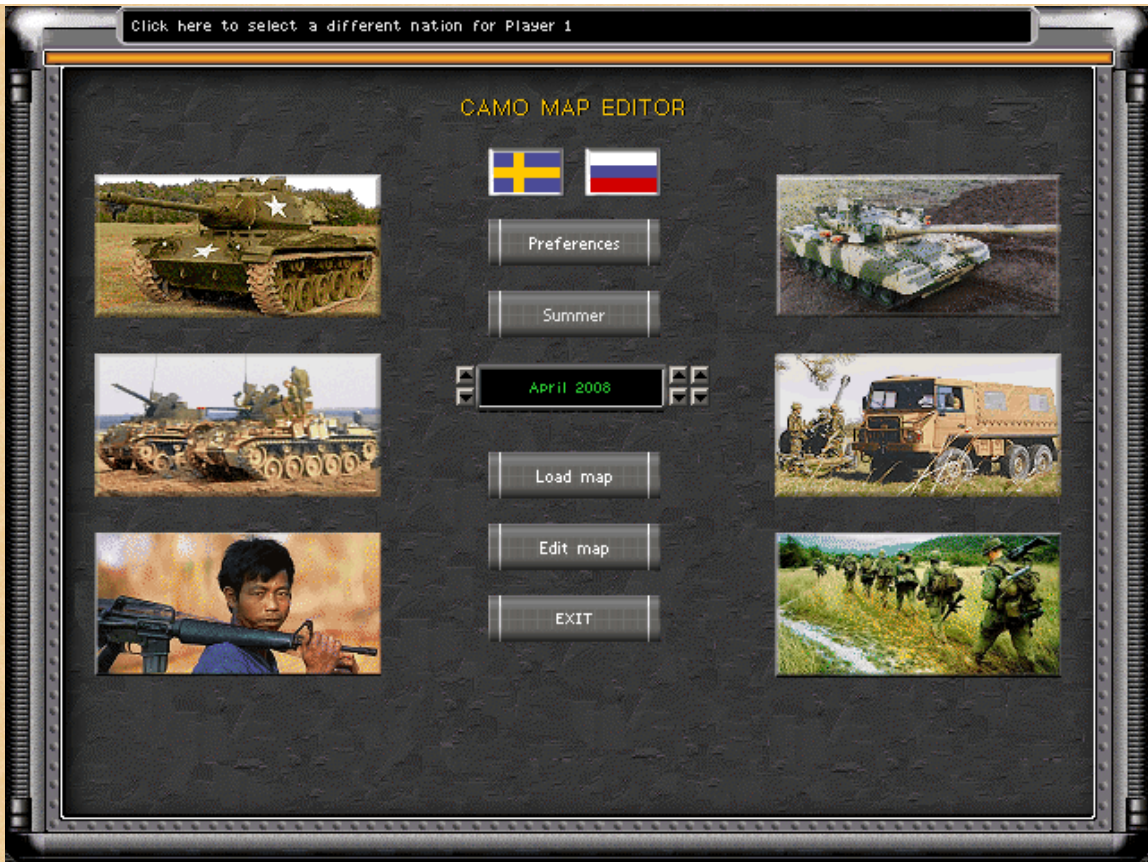 Click here to select a different nation for Player 1
CAMO MAP EDITOR
Preferences
Summer
April 2008
Load map
Edit map
EXIT